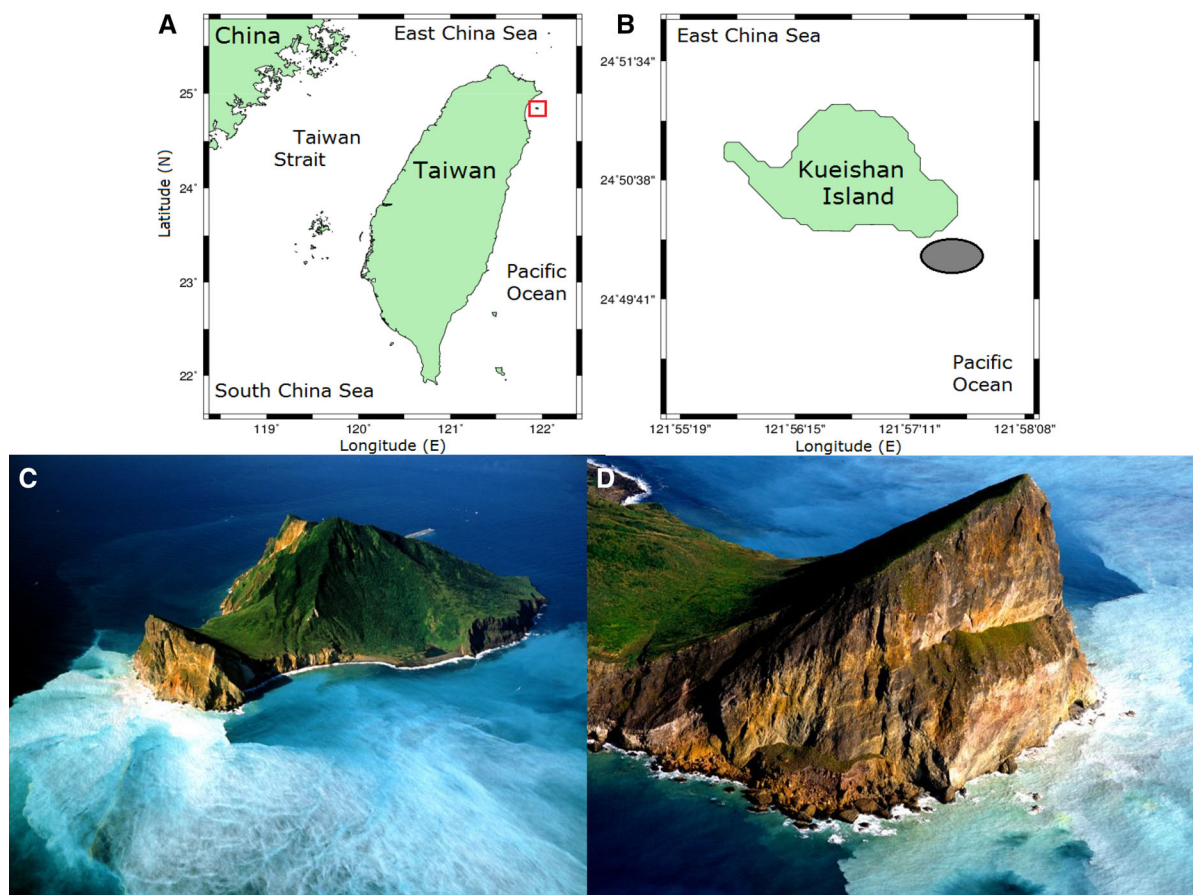 A
China
East China Sea
25°
Taiwan
Strait
Taiwan
24°
Latitude (N)
23°
Pacific
Ocean
22°
South China Sea
119°
120°
121°
122°
Longitude (E)
B
East China Sea
24°51'34"
24°50'38"
Kueishan
Island
24°49'41"
Pacific
Ocean
121°55'19"
121°56'15"
121°57'11"
121°58'08"
Longitude (E)
C
D